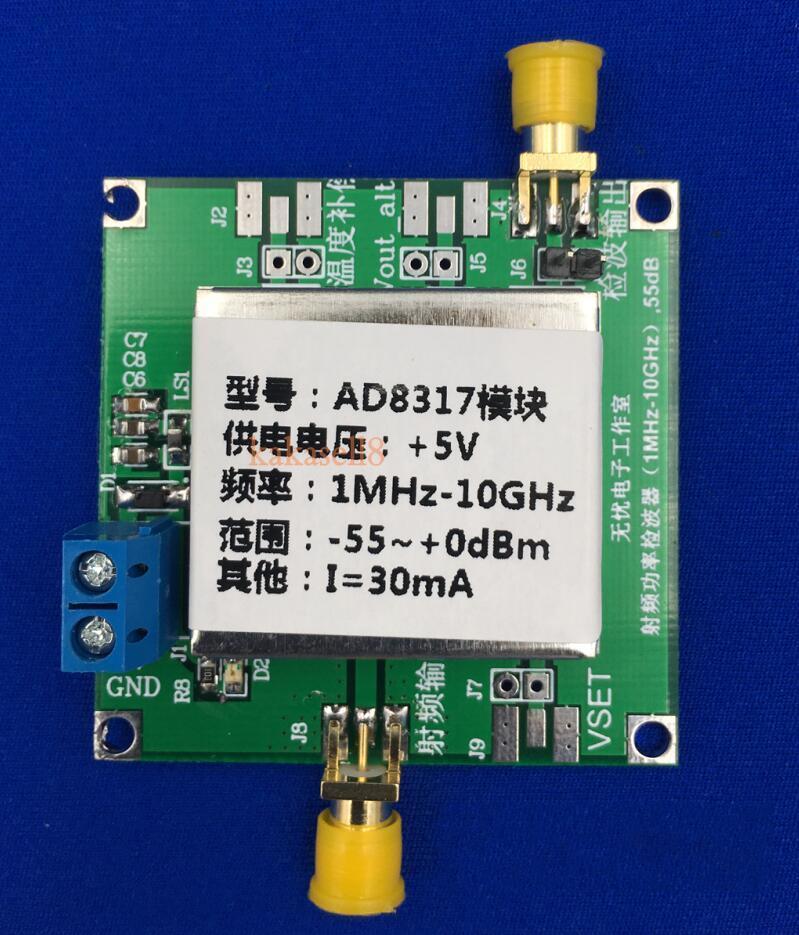 J2
J3
温度补偿
Vout alt
J5
J4
J6
检波输出
C7
C8
C6
LS1
D1
型号：AD8317模块
供电电压：+5V
kakasell8
频率：1MHz-10GHz
范围：-55~+0dBm
其他：I=30mA
无忧电子工作室
射频功率检波器（1MHz-10GHz）,55dB
J1
GND
R8
D2
J8
射频输
J7
J9
VSET